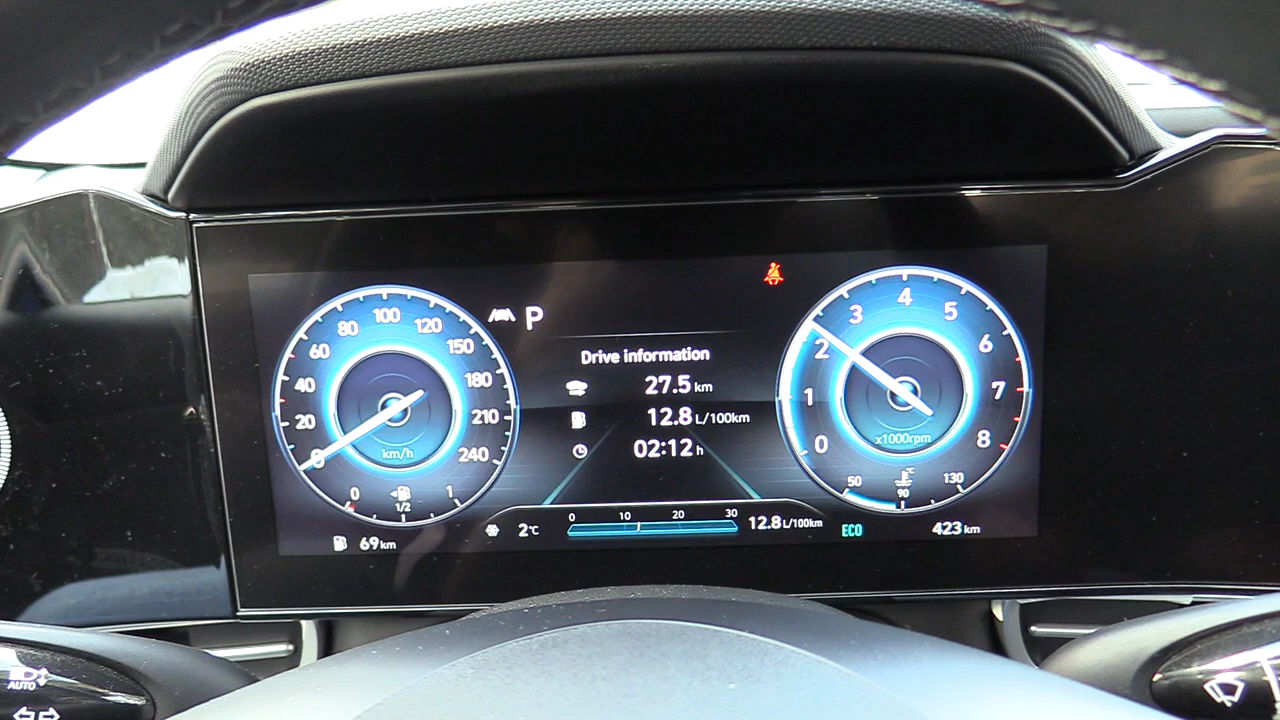 P
Drive information
27.5 km
12.8 L/100km
02:12 h
0
20
40
60
80
100
120
150
180
210
240
km/h
0
1/2
1
69 km
2°C
0 10 20 30
12.8 L/100km
0
1
2
3
4
5
6
7
8
x1000rpm
50
°C
90
130
ECO
423 km
AUTO